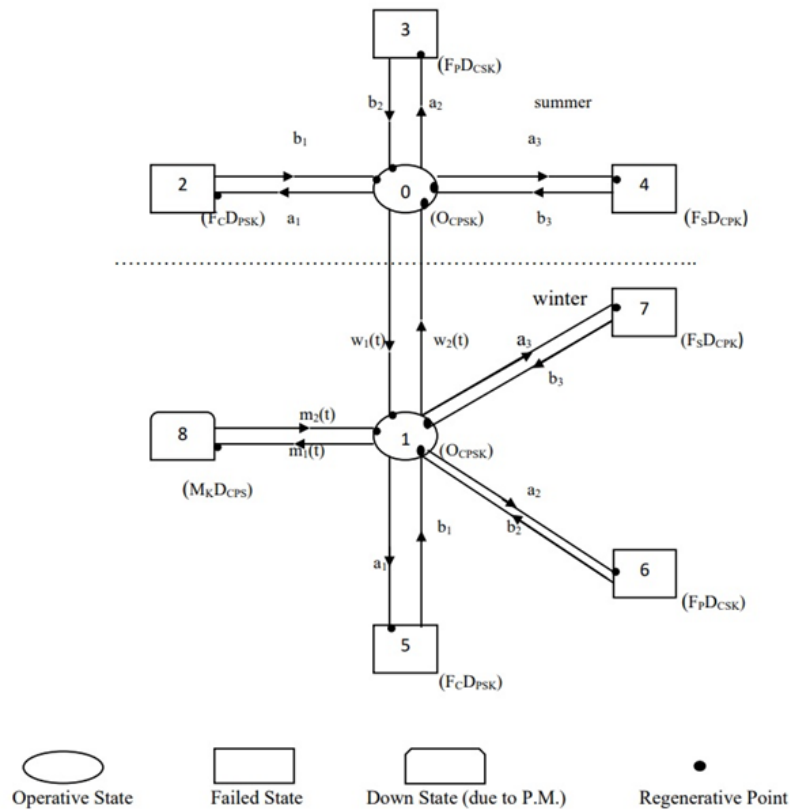 3
(FPDCSK)
b2
a2
summer
b1
a3
2
0
4
(FCDPSK)
a1
(OCPSK)
b3
(FSDCPK)
winter
7
w1(t)
w2(t)
a3
(FSDCPK)
b3
m2(t)
8
1
m1(t)
(OCPSK)
(MKDCPS)
a2
b1
b2
a1
6
(FPDCSK)
5
(FCDPSK)
Operative State
Failed State
Down State (due to P.M.)
Regenerative Point